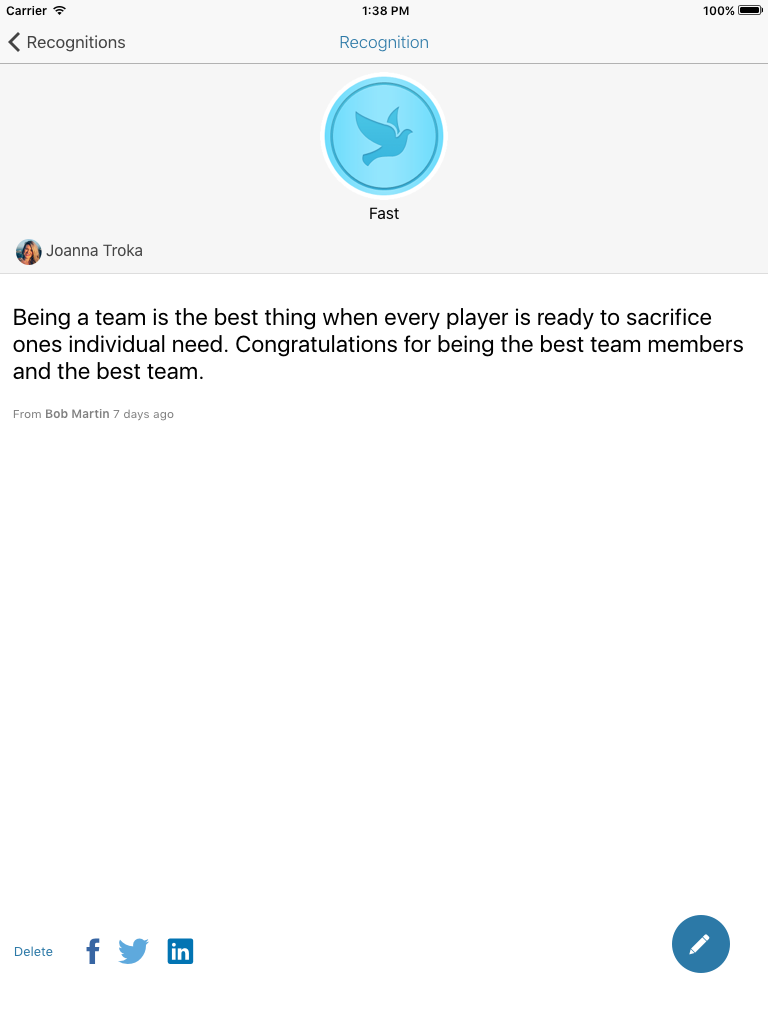 Carrier 1:38 PM 100%
Recognitions Recognition
Fast
Joanna Troka
Being a team is the best thing when every player is ready to sacrifice
ones individual need. Congratulations for being the best team members
and the best team.
From Bob Martin 7 days ago
Delete f in